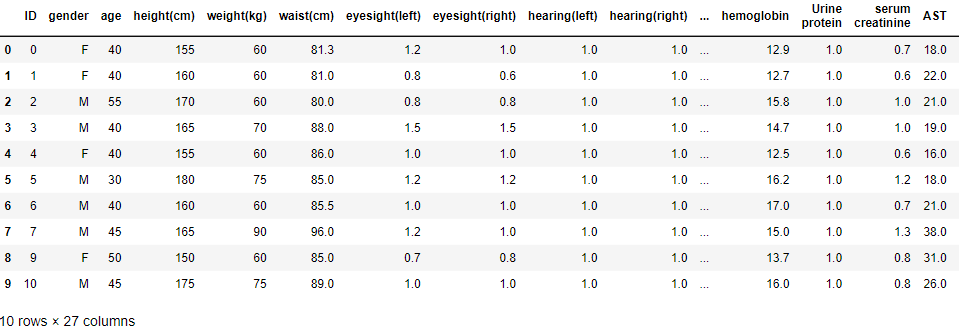 ID gender age height(cm) weight(kg) waist(cm) eyesight(left) eyesight(right) hearing(left) hearing(right) ... hemoglobin Urine protein serum creatinine AST
0 0 F 40 155 60 81.3 1.2 1.0 1.0 1.0 ... 12.9 1.0 0.7 18.0
1 1 F 40 160 60 81.0 0.8 0.6 1.0 1.0 ... 12.7 1.0 0.6 22.0
2 2 M 55 170 60 80.0 0.8 0.8 1.0 1.0 ... 15.8 1.0 1.0 21.0
3 3 M 40 165 70 88.0 1.5 1.5 1.0 1.0 ... 14.7 1.0 1.0 19.0
4 4 F 40 155 60 86.0 1.0 1.0 1.0 1.0 ... 12.5 1.0 0.6 16.0
5 5 M 30 180 75 85.0 1.2 1.2 1.0 1.0 ... 16.2 1.0 1.2 18.0
6 6 M 40 160 60 85.5 1.0 1.0 1.0 1.0 ... 17.0 1.0 0.7 21.0
7 7 M 45 165 90 96.0 1.2 1.0 1.0 1.0 ... 15.0 1.0 1.3 38.0
8 9 F 50 150 60 85.0 0.7 0.8 1.0 1.0 ... 13.7 1.0 0.8 31.0
9 10 M 45 175 75 89.0 1.0 1.0 1.0 1.0 ... 16.0 1.0 0.8 26.0
10 rows × 27 columns